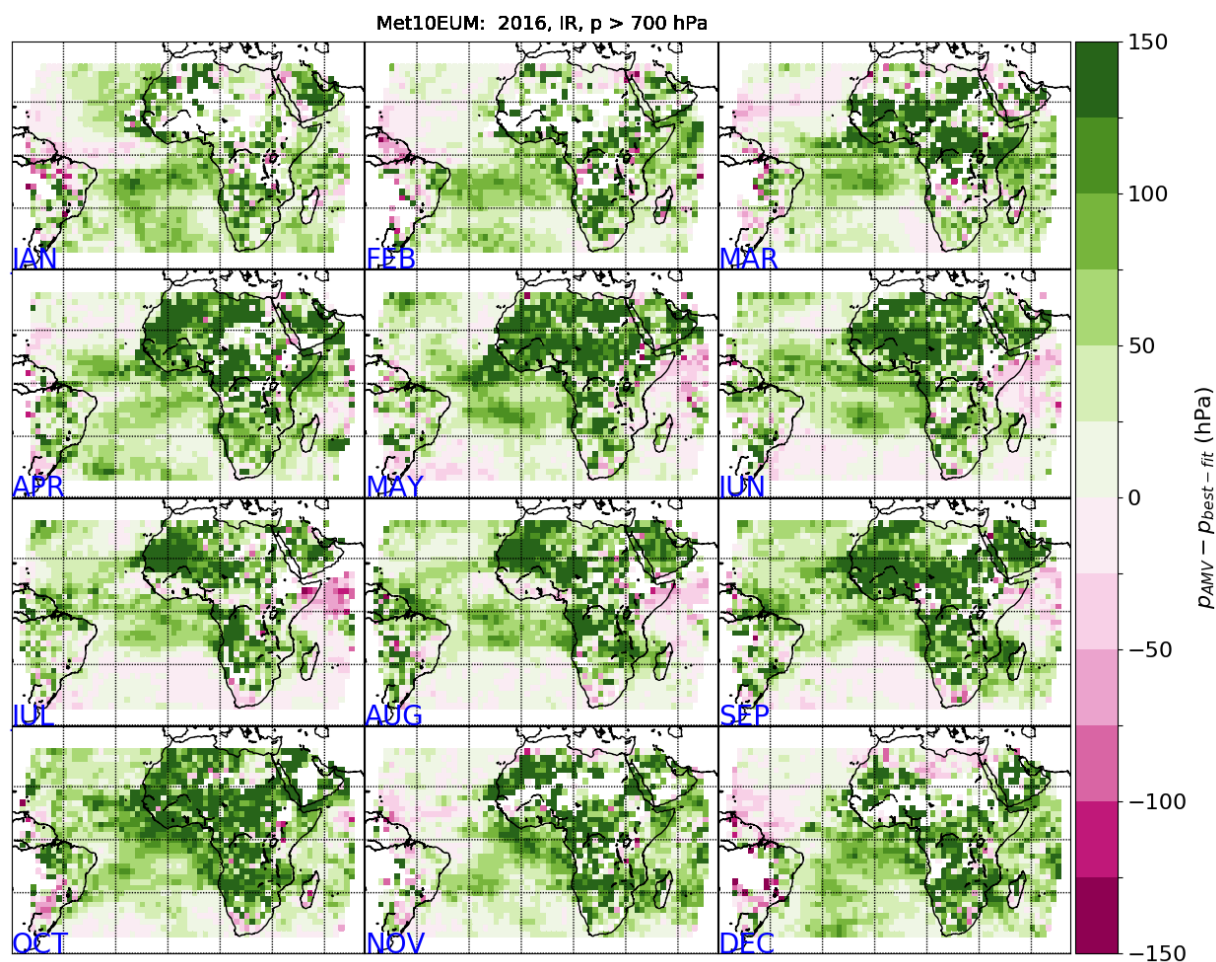 Met10EUM: 2016, IR, p > 700 hPa
JAN
FEB
MAR
APR
MAY
JUN
JUL
AUG
SEP
OCT
NOV
DEC
150
100
50
0
−50
−100
−150
p_AMV − p_best−fit (hPa)